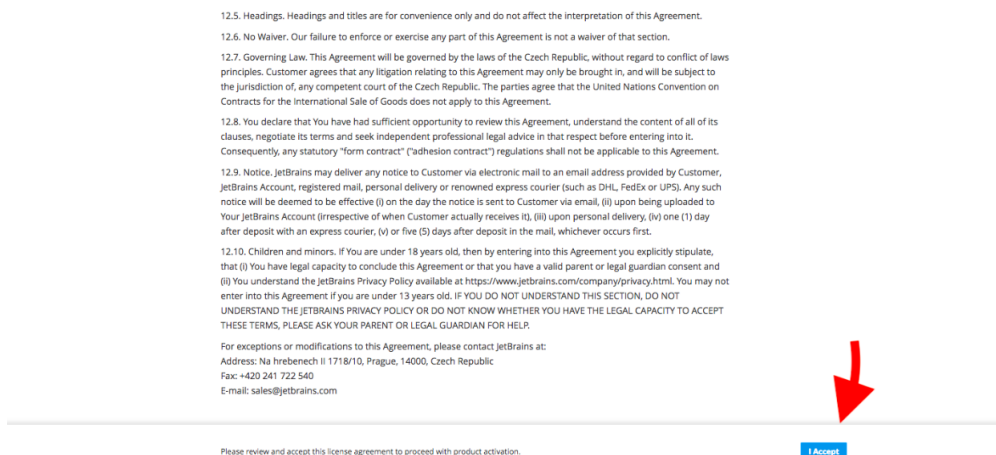 12.5. Headings. Headings and titles are for convenience only and do not affect the interpretation of this Agreement.
12.6. No Waiver. Our failure to enforce or exercise any part of this Agreement is not a waiver of that section.
12.7. Governing Law. This Agreement will be governed by the laws of the Czech Republic, without regard to conflict of laws
principles. Customer agrees that any litigation relating to this Agreement may only be brought in, and will be subject to
the jurisdiction of, any competent court of the Czech Republic. The parties agree that the United Nations Convention on
Contracts for the International Sale of Goods does not apply to this Agreement.
12.8. You declare that You have had sufficient opportunity to review this Agreement, understand the content of all of its
clauses, negotiate its terms and seek independent professional legal advice in that respect before entering into it.
Consequently, any statutory "form contract" ("adhesion contract") regulations shall not be applicable to this Agreement.
12.9. Notice. JetBrains may deliver any notice to Customer via electronic mail to an email address provided by Customer,
JetBrains Account, registered mail, personal delivery or renowned express courier (such as DHL, FedEx or UPS). Any such
notice will be deemed to be effective (i) on the day the notice is sent to Customer via email, (ii) upon being uploaded to
Your JetBrains Account (irrespective of when Customer actually receives it), (iii) upon personal delivery, (iv) one (1) day
after deposit with an express courier, (v) or five (5) days after deposit in the mail, whichever occurs first.
12.10. Children and minors. If You are under 18 years old, then by entering into this Agreement you explicitly stipulate,
that (i) You have legal capacity to conclude this Agreement or that you have a valid parent or legal guardian consent and
(ii) You understand the JetBrains Privacy Policy available at https://www.jetbrains.com/company/privacy.html. You may not
enter into this Agreement if you are under 13 years old. IF YOU DO NOT UNDERSTAND THIS SECTION, DO NOT
UNDERSTAND THE JETBRAINS PRIVACY POLICY OR DO NOT KNOW WHETHER YOU HAVE THE LEGAL CAPACITY TO ACCEPT
THESE TERMS, PLEASE ASK YOUR PARENT OR LEGAL GUARDIAN FOR HELP.
For exceptions or modifications to this Agreement, please contact JetBrains at:
Address: Na hrebenech II 1718/10, Prague, 14000, Czech Republic
Fax: +420 241 722 540
E-mail: sales@jetbrains.com
Please review and accept this license agreement to proceed with product activation.
I Accept